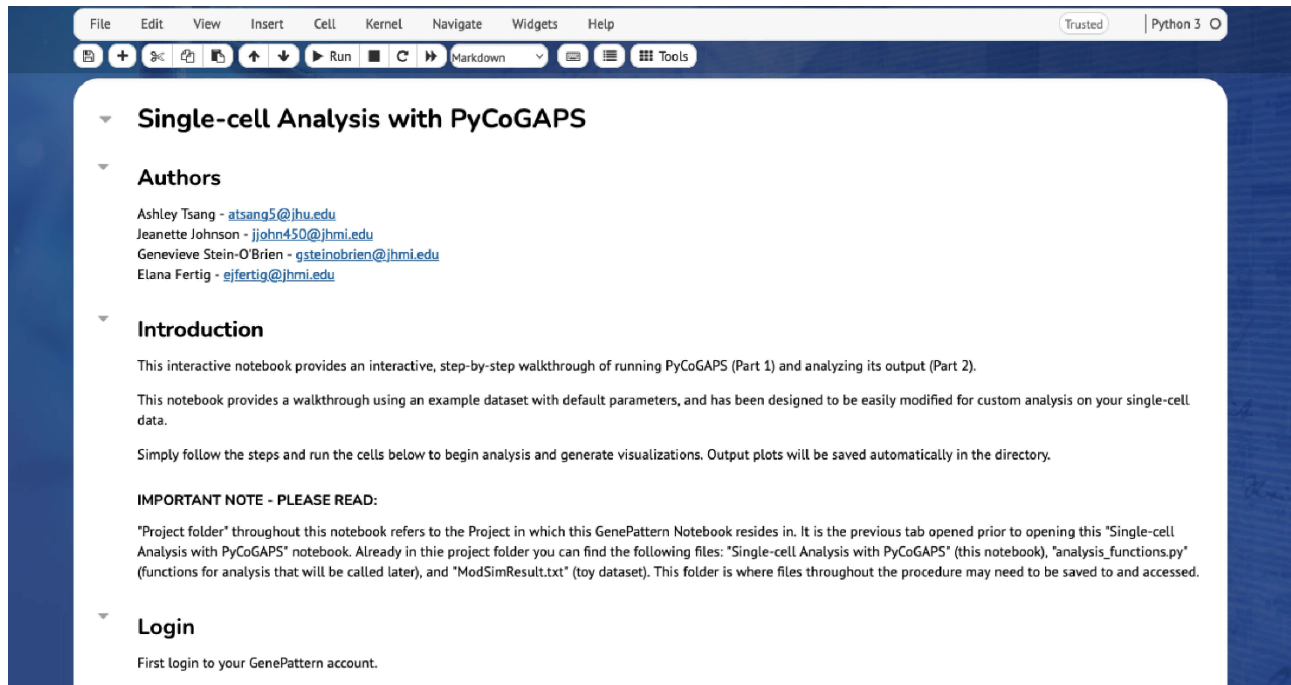 File Edit View Insert Cell Kernel Navigate Widgets Help Trusted Python 3
Run Markdown Tools
Single-cell Analysis with PyCoGAPS
Authors
Ashley Tsang - atsang5@jhu.edu
Jeanette Johnson - jjohn450@jhmi.edu
Genevieve Stein-O'Brien - gsteinobrien@jhmi.edu
Elana Fertig - ejfertig@jhmi.edu
Introduction
This interactive notebook provides an interactive, step-by-step walkthrough of running PyCoGAPS (Part 1) and analyzing its output (Part 2).
This notebook provides a walkthrough using an example dataset with default parameters, and has been designed to be easily modified for custom analysis on your single-cell
data.
Simply follow the steps and run the cells below to begin analysis and generate visualizations. Output plots will be saved automatically in the directory.
IMPORTANT NOTE - PLEASE READ:
"Project folder" throughout this notebook refers to the Project in which this GenePattern Notebook resides in. It is the previous tab opened prior to opening this "Single-cell
Analysis with PyCoGAPS" notebook. Already in thie project folder you can find the following files: "Single-cell Analysis with PyCoGAPS" (this notebook), "analysis_functions.py"
(functions for analysis that will be called later), and "ModSimResult.txt" (toy dataset). This folder is where files throughout the procedure may need to be saved to and accessed.
Login
First login to your GenePattern account.